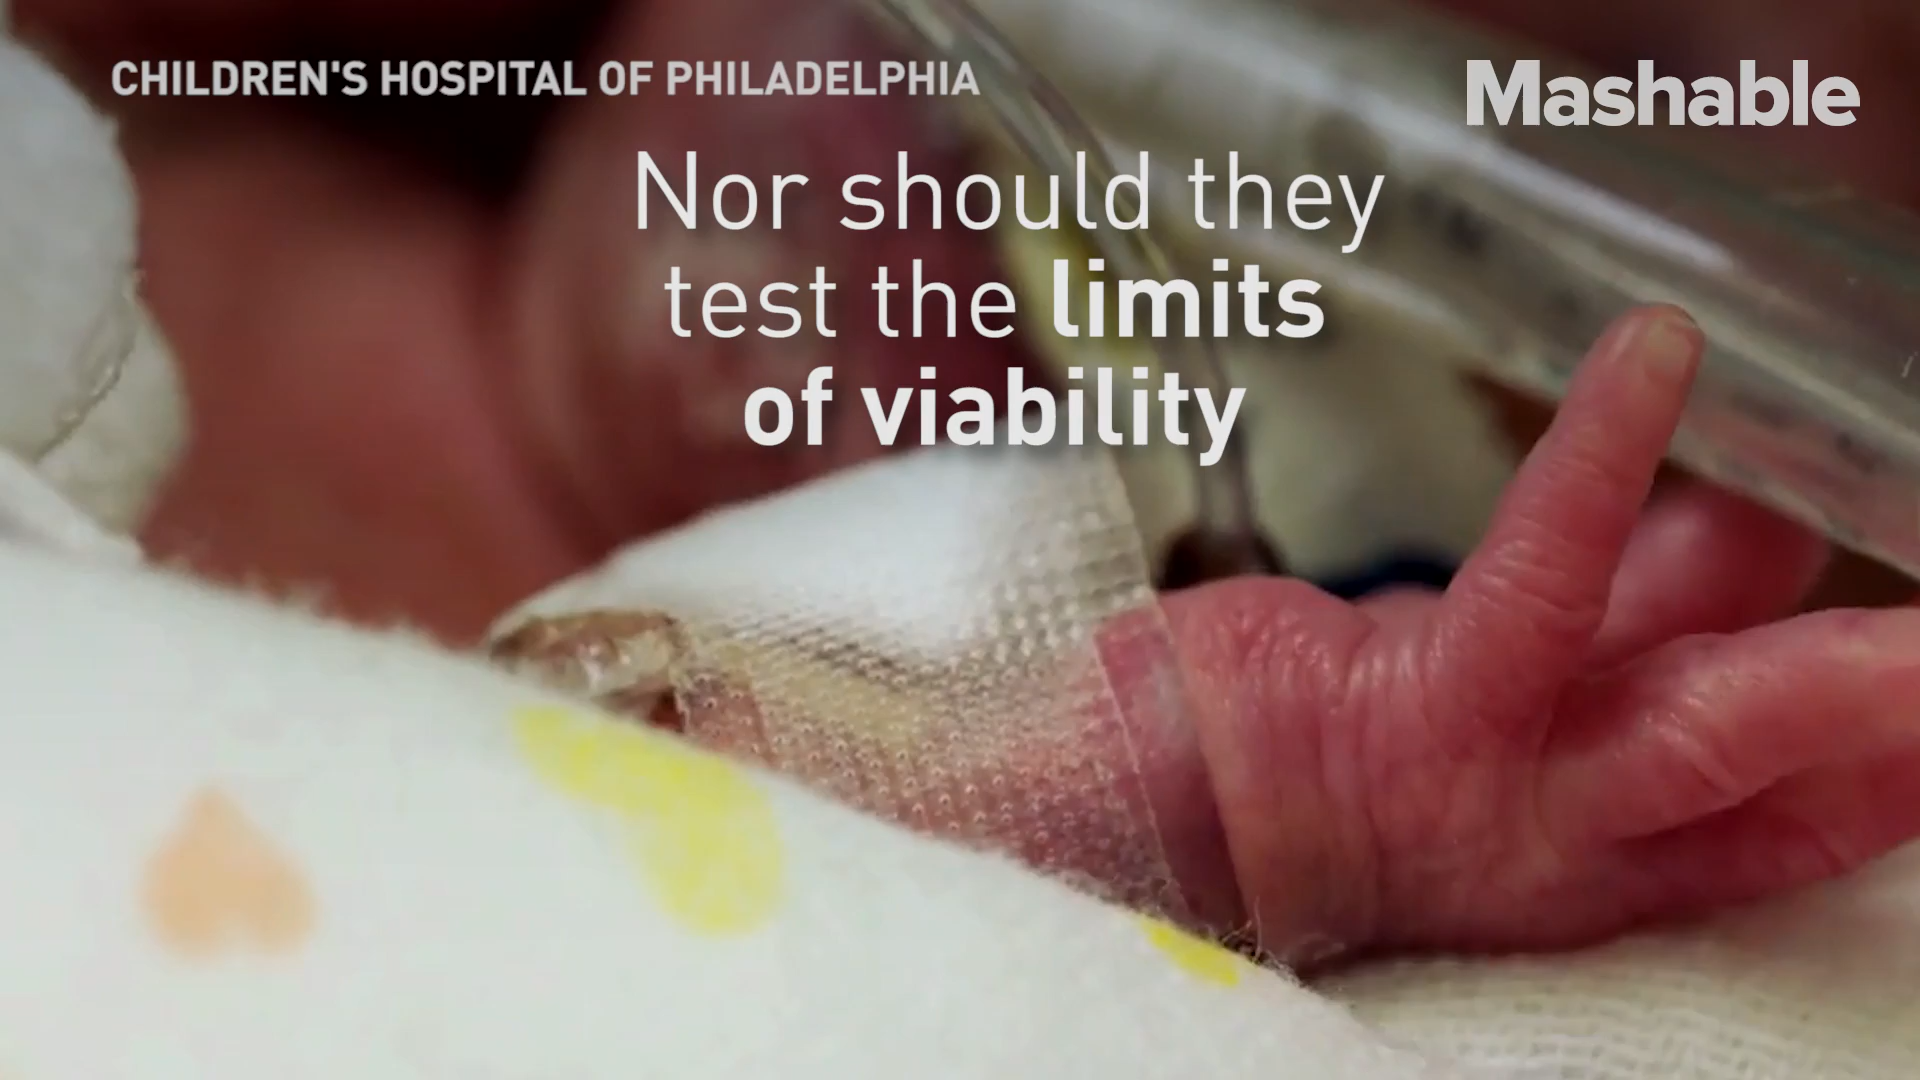 CHILDREN'S HOSPITAL OF PHILADELPHIA
Mashable
Nor should they
test the limits
of viability